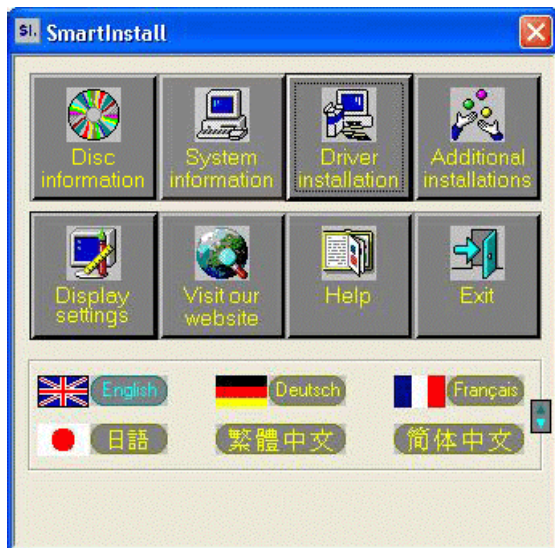 SI. SmartInstall
Disc
information
System
information
Driver
installation
Additional
installations
Display
settings
Visit our
website
Help
Exit
English
Deutsch
Français
日語
繁體中文
简体中文